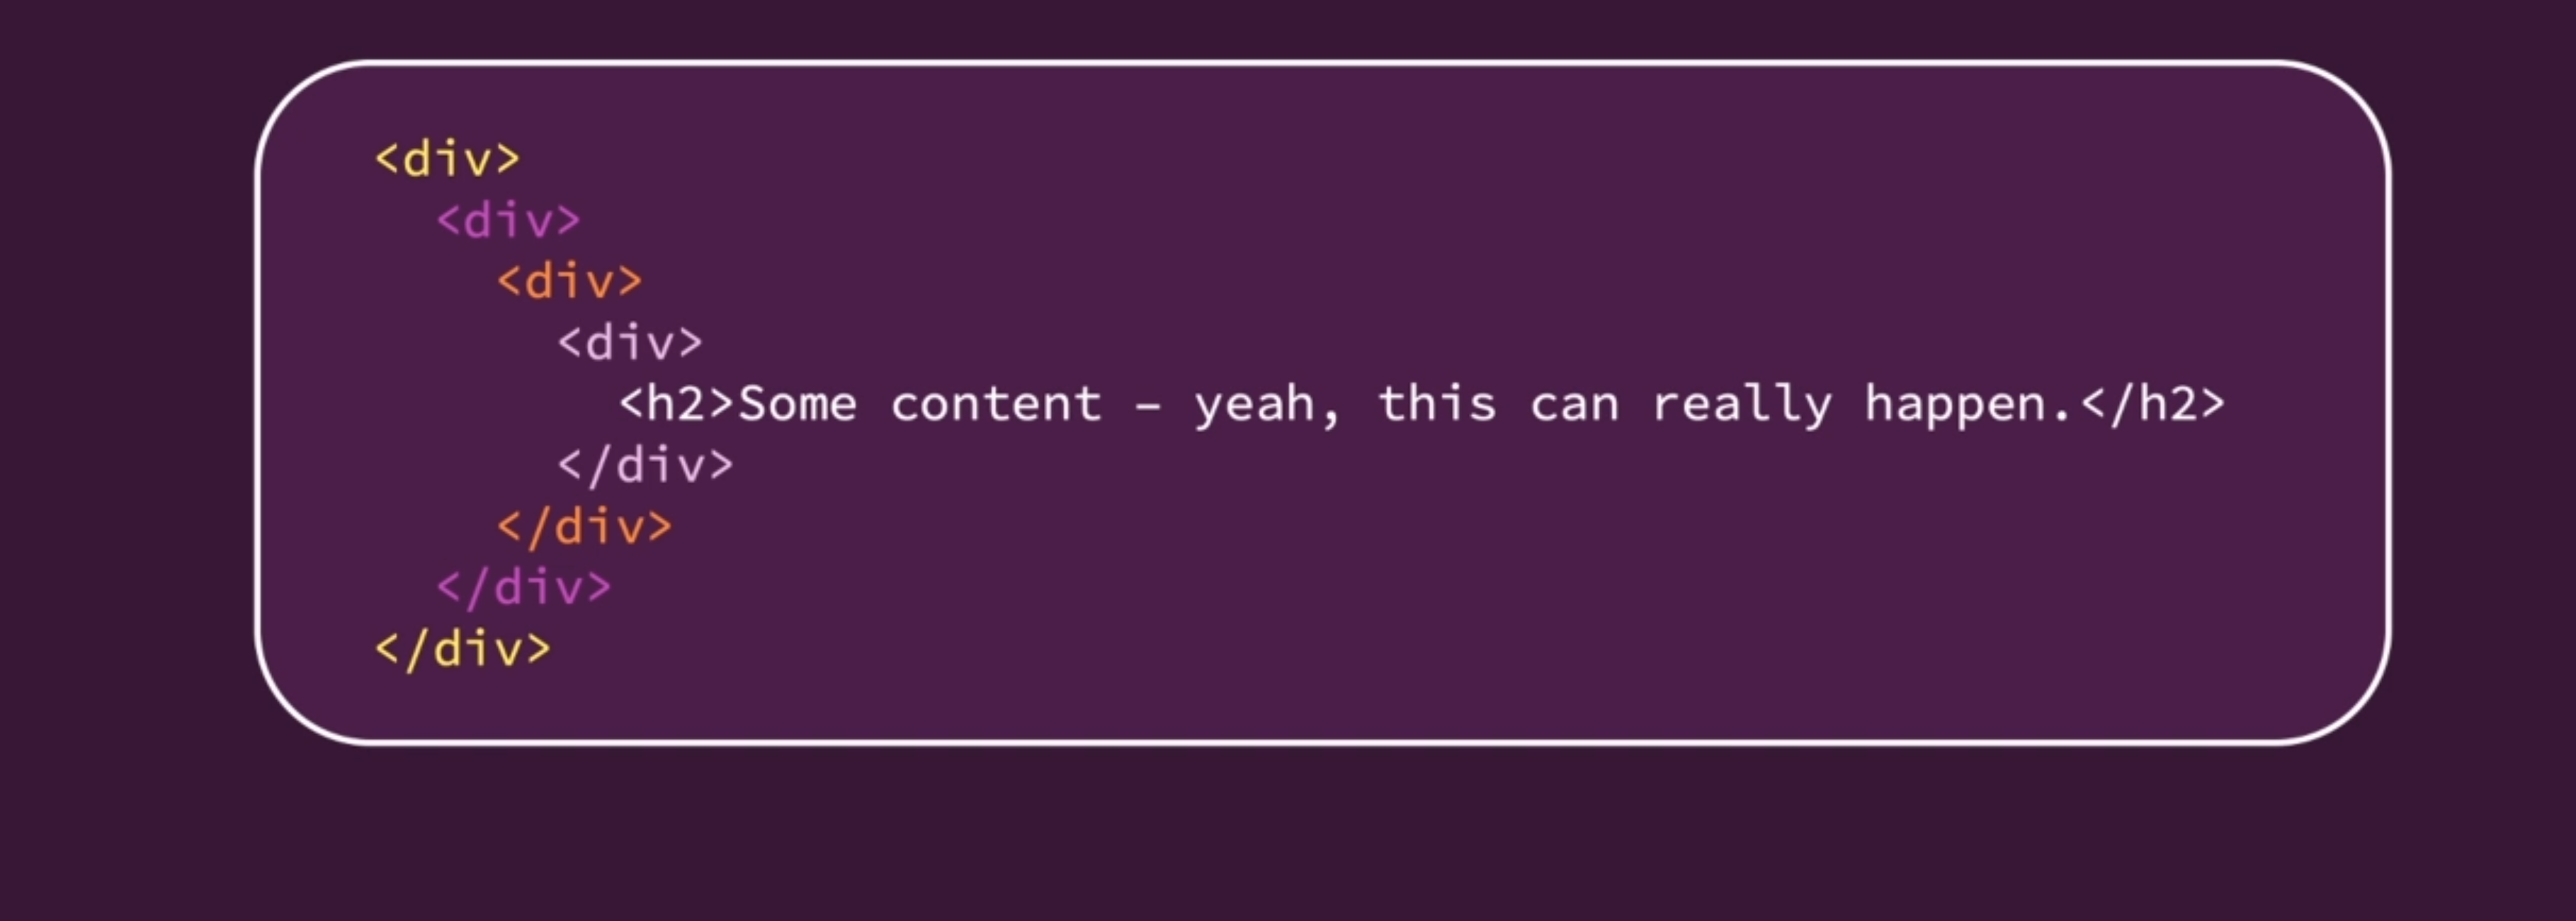 <div>
<div>
<div>
<div>
<h2>Some content – yeah, this can really happen.</h2>
</div>
</div>
</div>
</div>